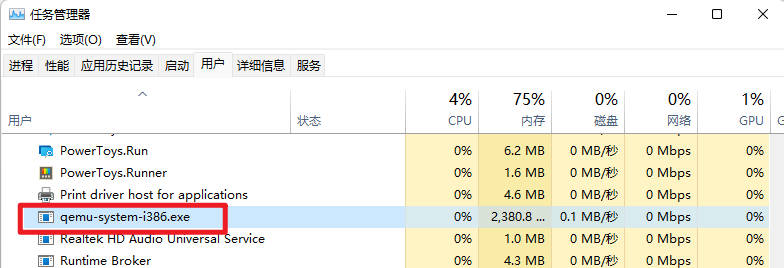 任务管理器
文件(F) 选项(O) 查看(V)
进程 性能 应用历史记录 启动 用户 详细信息 服务
4% 75% 0% 0% 1%
用户 状态 CPU 内存 磁盘 网络 GPU G
PowerToys.Run 0% 6.2 MB 0 MB/秒 0 Mbps 0%
PowerToys.Runner 0% 1.6 MB 0 MB/秒 0 Mbps 0%
Print driver host for applications 0% 4.6 MB 0 MB/秒 0 Mbps 0%
qemu-system-i386.exe 0% 2,380.8 ... 0.1 MB/秒 0 Mbps 0%
Realtek HD Audio Universal Service 0% 1.0 MB 0 MB/秒 0 Mbps 0%
Runtime Broker 0% 4.3 MB 0 MB/秒 0 Mbps 0%